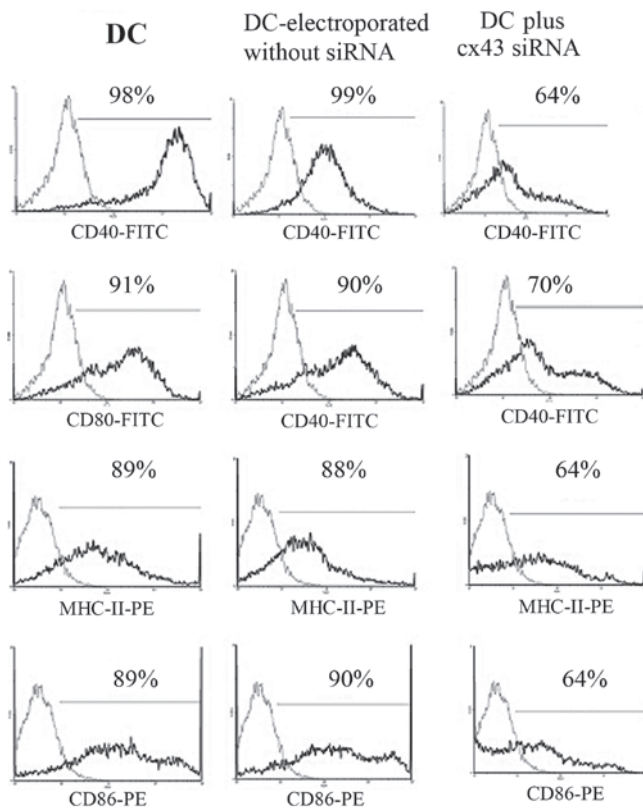 DC
DC-electroporated
without siRNA
DC plus
cx43 siRNA
98%
99%
64%
CD40-FITC
CD40-FITC
CD40-FITC
91%
90%
70%
CD80-FITC
CD40-FITC
CD40-FITC
89%
88%
64%
MHC-II-PE
MHC-II-PE
MHC-II-PE
89%
90%
64%
CD86-PE
CD86-PE
CD86-PE